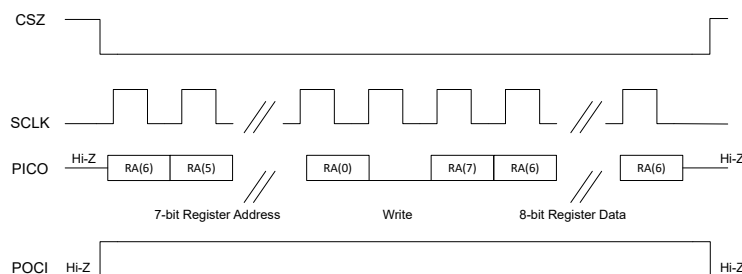 CSZ
SCLK
Hi-Z Hi-Z
PICO RA(6) RA(5) RA(0) RA(7) RA(6) RA(6)
7-bit Register Address Write 8-bit Register Data
POCI Hi-Z Hi-Z